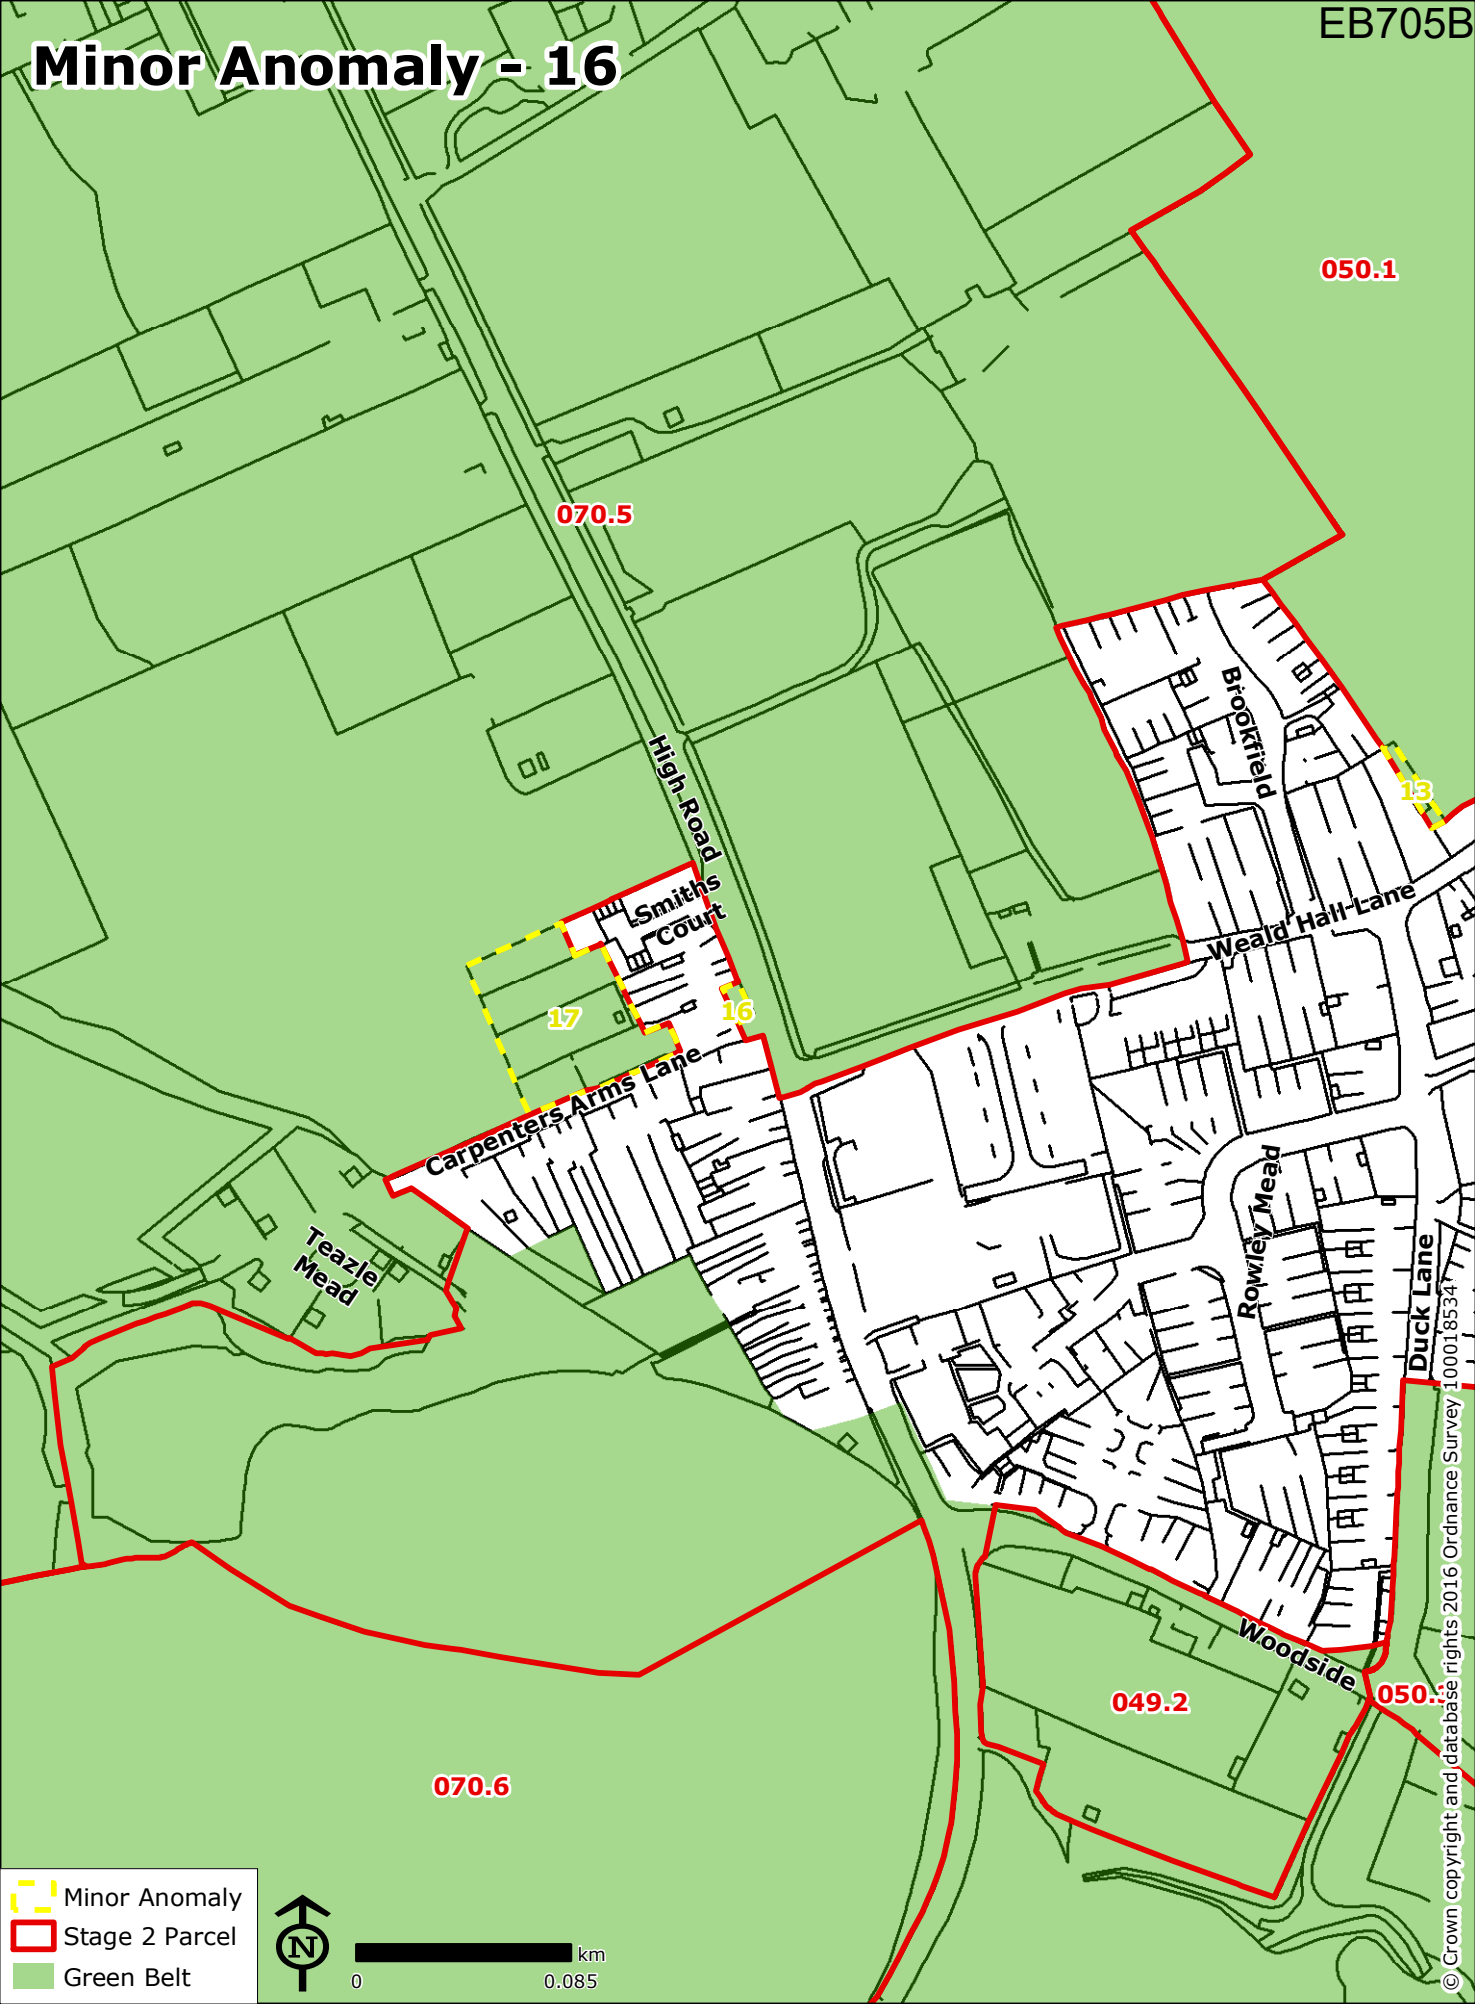 EB705B
Minor Anomaly - 16
050.1
070.5
Brookfield
High Road
13
Smiths
Court
Weald Hall Lane
17
16
Carpenters Arms Lane
Teazle
Mead
Rowley Mead
Duck Lane
Woodside
049.2
070.6
© Crown copyright and database rights 2016 Ordnance Survey 100018534
Minor Anomaly
Stage 2 Parcel
Green Belt
N
km
0
0.085